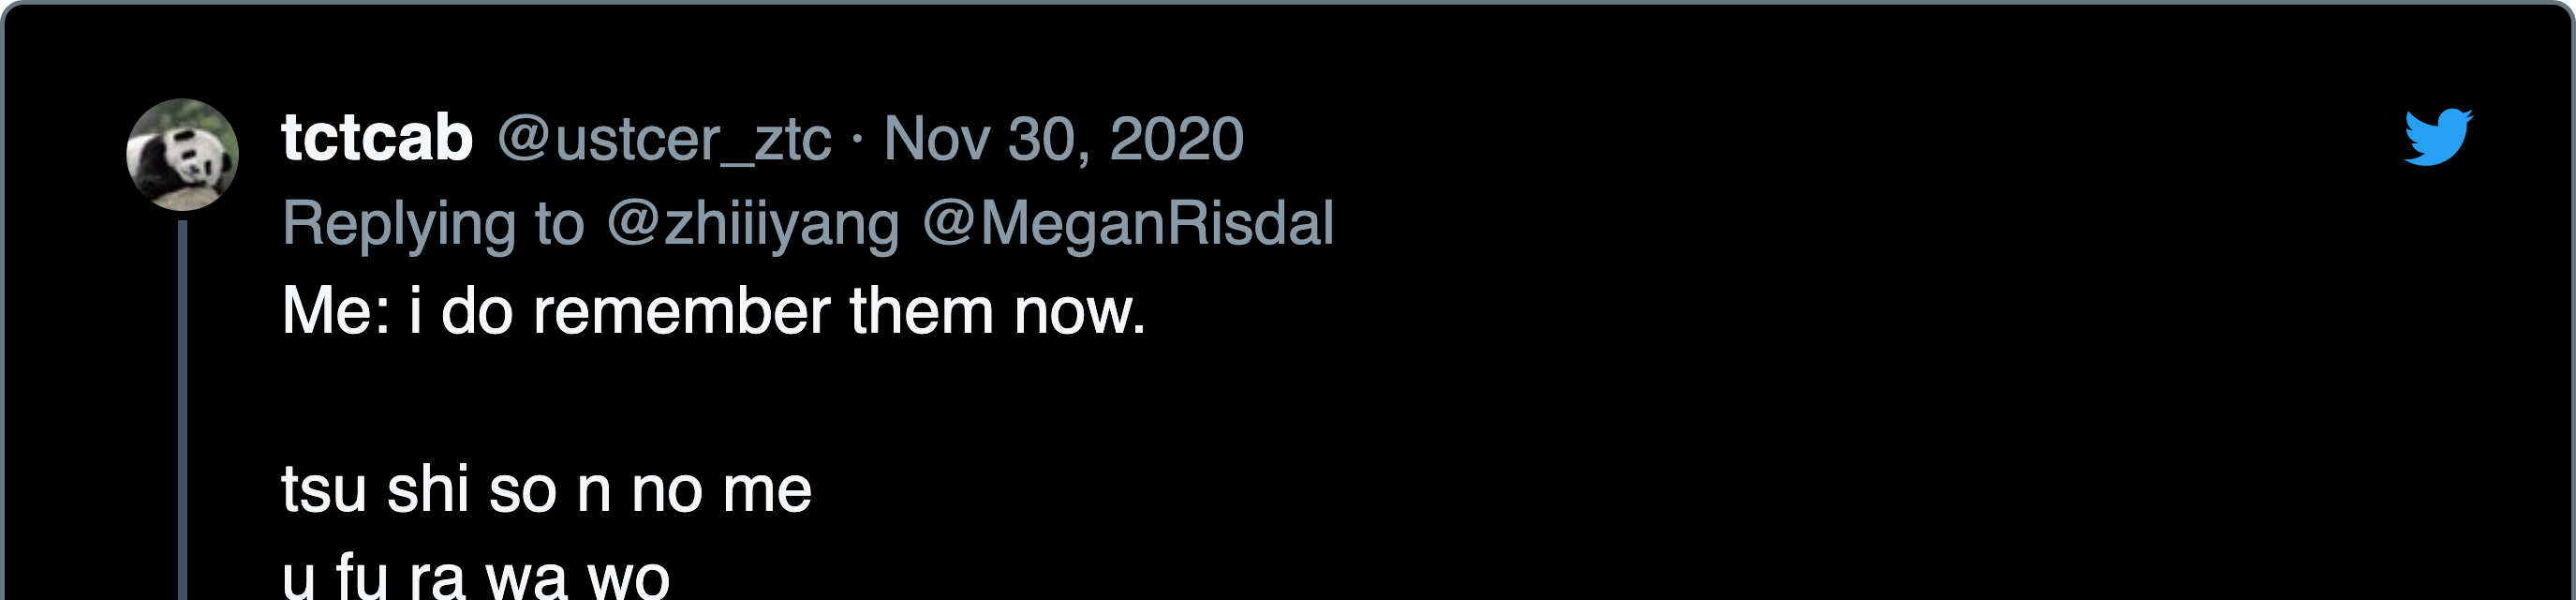 tctcab @ustcer_ztc · Nov 30, 2020
Replying to @zhiiiyang @MeganRisdal
Me: i do remember them now.
tsu shi so n no me
u fu ra wa wo